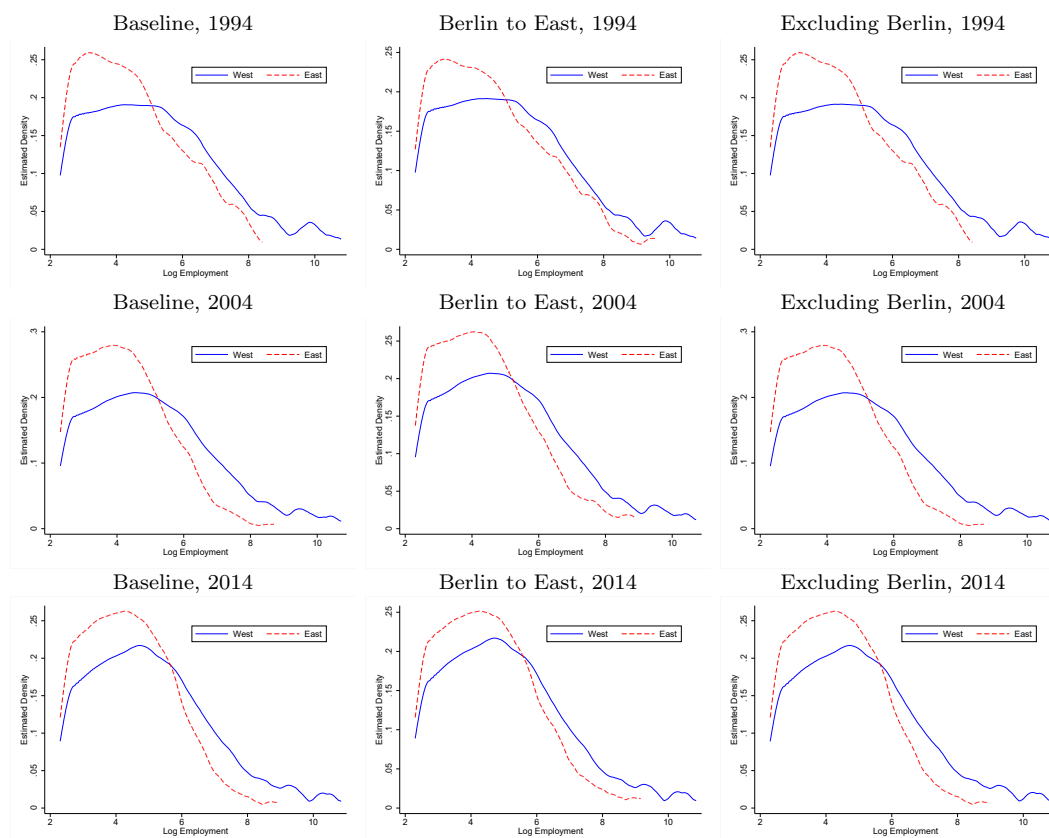 Baseline, 1994
Estimated Density
0 .05 .1 .15 .2 .25
West East
2 4 6 8 10
Log Employment
Berlin to East, 1994
Estimated Density
0 .05 .1 .15 .2 .25
West East
2 4 6 8 10
Log Employment
Excluding Berlin, 1994
Estimated Density
0 .05 .1 .15 .2 .25
West East
2 4 6 8 10
Log Employment
Baseline, 2004
Estimated Density
0 .1 .2 .3
West East
2 4 6 8 10
Log Employment
Berlin to East, 2004
Estimated Density
0 .05 .1 .15 .2 .25
West East
2 4 6 8 10
Log Employment
Excluding Berlin, 2004
Estimated Density
0 .1 .2 .3
West East
2 4 6 8 10
Log Employment
Baseline, 2014
Estimated Density
0 .05 .1 .15 .2 .25
West East
2 4 6 8 10
Log Employment
Berlin to East, 2014
Estimated Density
0 .05 .1 .15 .2 .25
West East
2 4 6 8 10
Log Employment
Excluding Berlin, 2014
Estimated Density
0 .05 .1 .15 .2 .25
West East
2 4 6 8 10
Log Employment